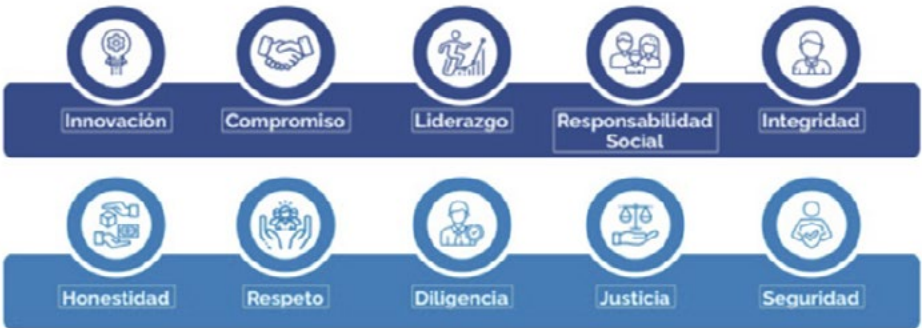 Innovación
Compromiso
Liderazgo
Responsabilidad
Social
Integridad
Honestidad
Respeto
Diligencia
Justicia
Seguridad